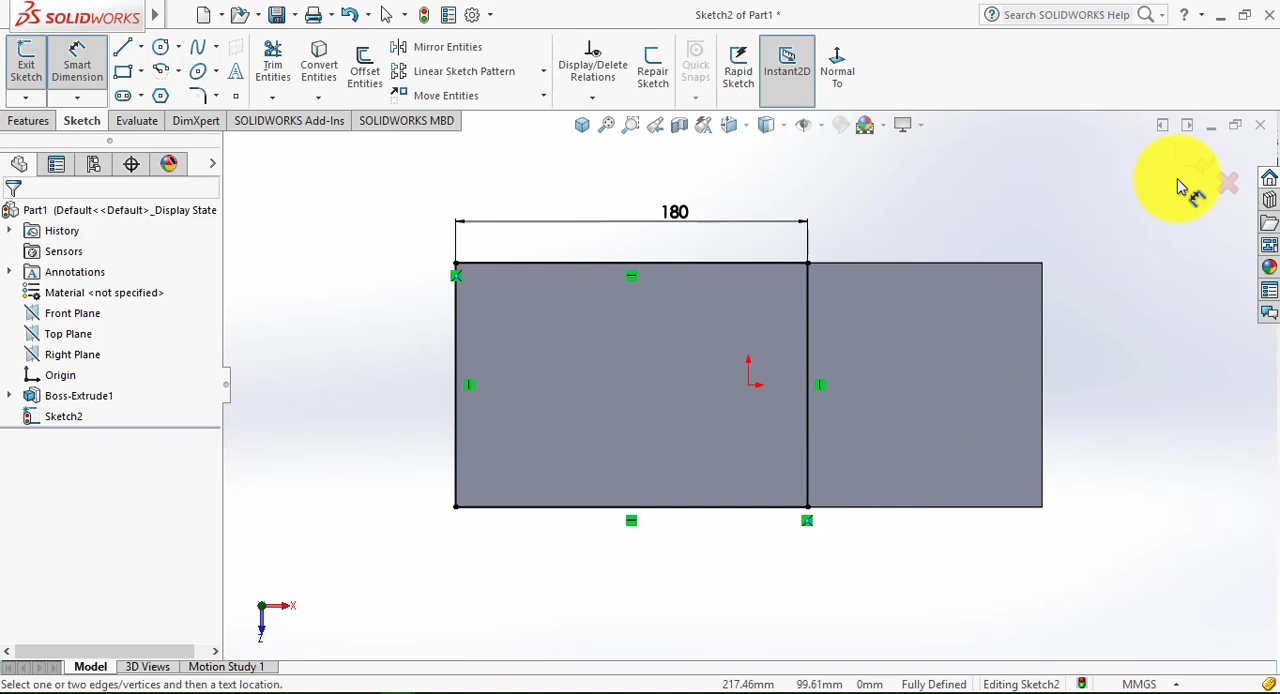 SOLIDWORKS
Sketch2 of Part1 *
Search SOLIDWORKS Help
?
Exit Sketch
Smart Dimension
Trim Entities
Convert Entities
Offset Entities
Mirror Entities
Linear Sketch Pattern
Move Entities
Display/Delete Relations
Repair Sketch
Quick Snaps
Rapid Sketch
Instant2D
Normal To
Features Sketch Evaluate DimXpert SOLIDWORKS Add-Ins SOLIDWORKS MBD
Part1 (Default<<Default>_Display State
History
Sensors
Annotations
Material <not specified>
Front Plane
Top Plane
Right Plane
Origin
Boss-Extrude1
Sketch2
180
X
Z
Model 3D Views Motion Study 1
Select one or two edges/vertices and then a text location.
217.46mm 99.61mm 0mm Fully Defined Editing Sketch2 MMGS